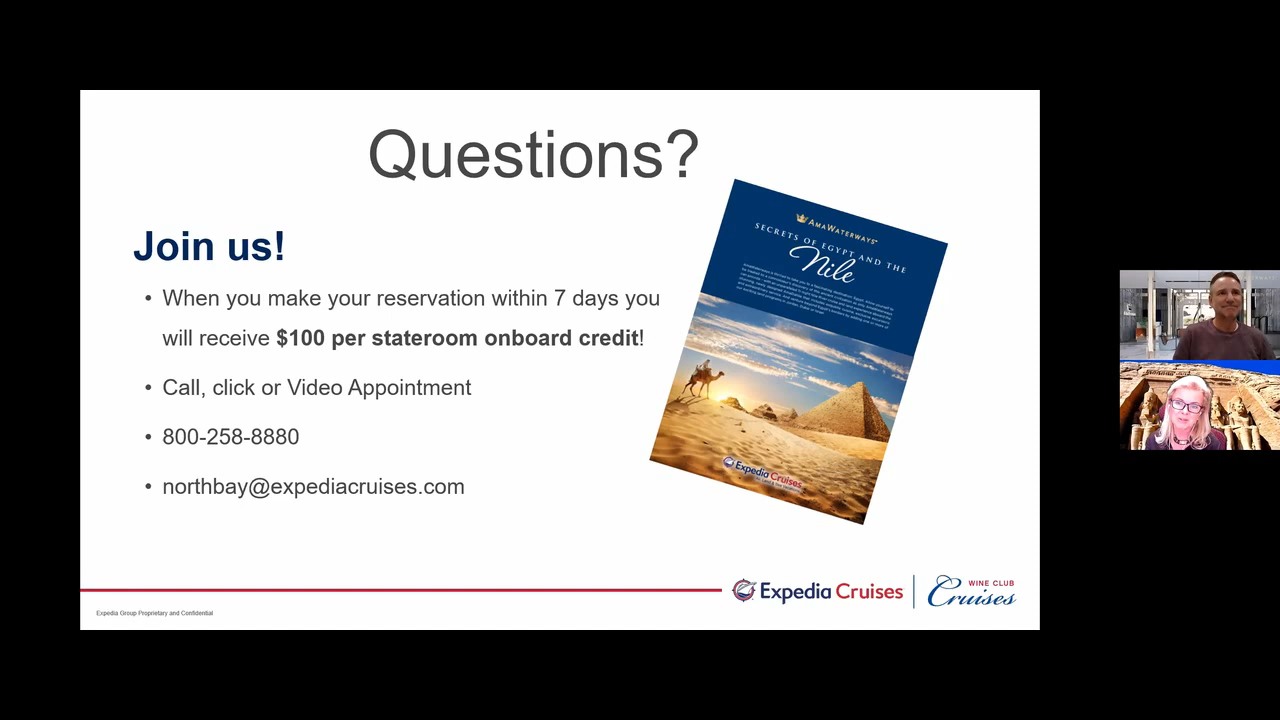 Questions?
Join us!
• When you make your reservation within 7 days you
will receive $100 per stateroom onboard credit!
• Call, click or Video Appointment
• 800-258-8880
• northbay@expediacruises.com
AMAWATERWAYS
SECRETS OF EGYPT AND THE
Nile
Expedia Cruises
Expedia Group Proprietary and Confidential
Expedia Cruises
WINE CLUB
Cruises